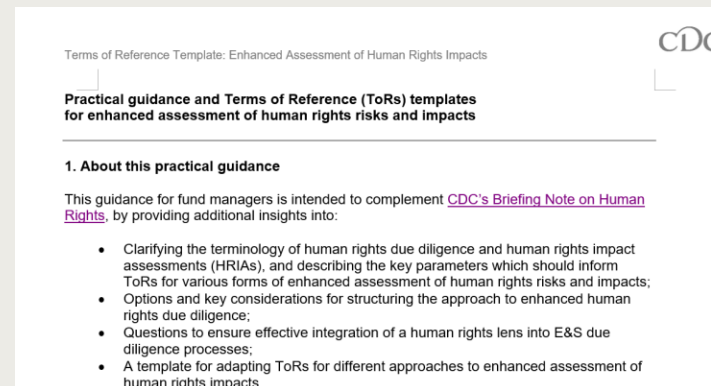 CDC
Terms of Reference Template: Enhanced Assessment of Human Rights Impacts
Practical guidance and Terms of Reference (ToRs) templates
for enhanced assessment of human rights risks and impacts
1. About this practical guidance
This guidance for fund managers is intended to complement CDC's Briefing Note on Human
Rights, by providing additional insights into:
• Clarifying the terminology of human rights due diligence and human rights impact
assessments (HRIAs), and describing the key parameters which should inform
ToRs for various forms of enhanced assessment of human rights risks and impacts;
• Options and key considerations for structuring the approach to enhanced human
rights due diligence;
• Questions to ensure effective integration of a human rights lens into E&S due
diligence processes;
• A template for adapting ToRs for different approaches to enhanced assessment of
human rights impacts